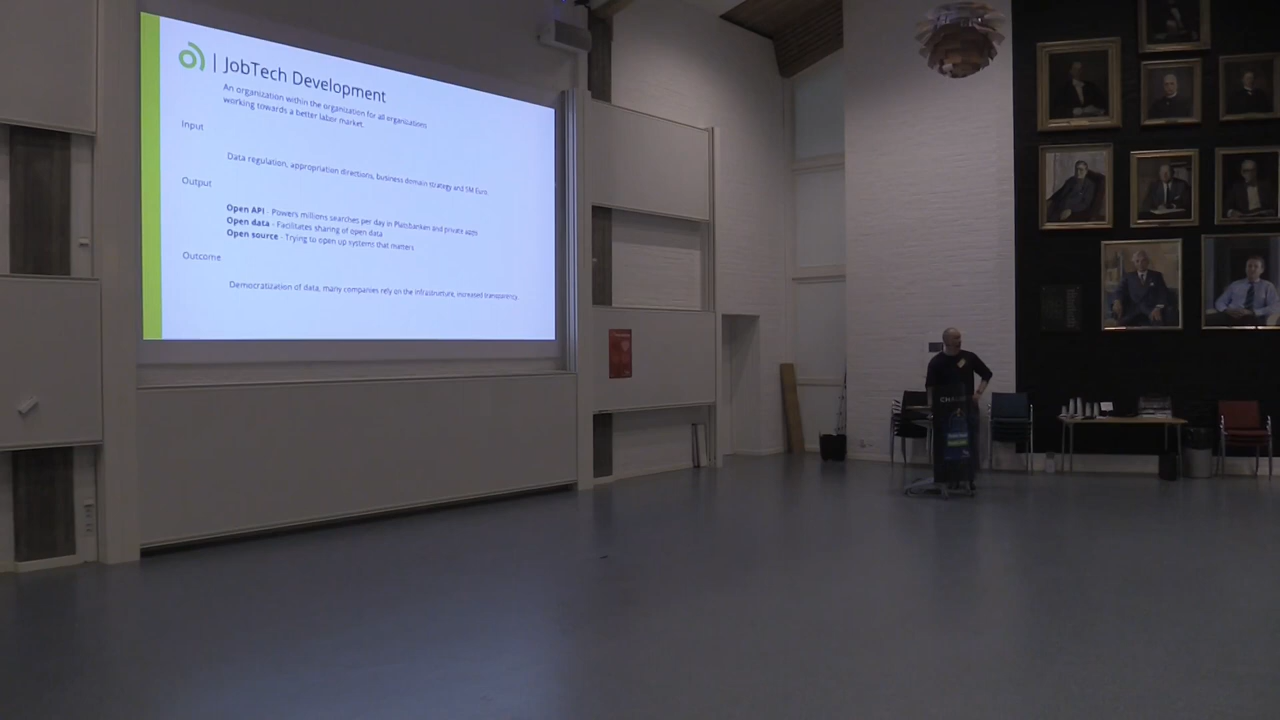 | JobTech Development
An organization within the organization for all organizations
working towards a better labor market.
Input
Data regulation, appropriation directions, business domain strategy and 5M Euro.
Output
Open API - Powers millions searches per day in Platsbanken and private apps
Open data - Facilitates sharing of open data
Open source - Trying to open up systems that matters
Outcome
Democratization of data, many companies rely on the infrastructure, increased transparency.